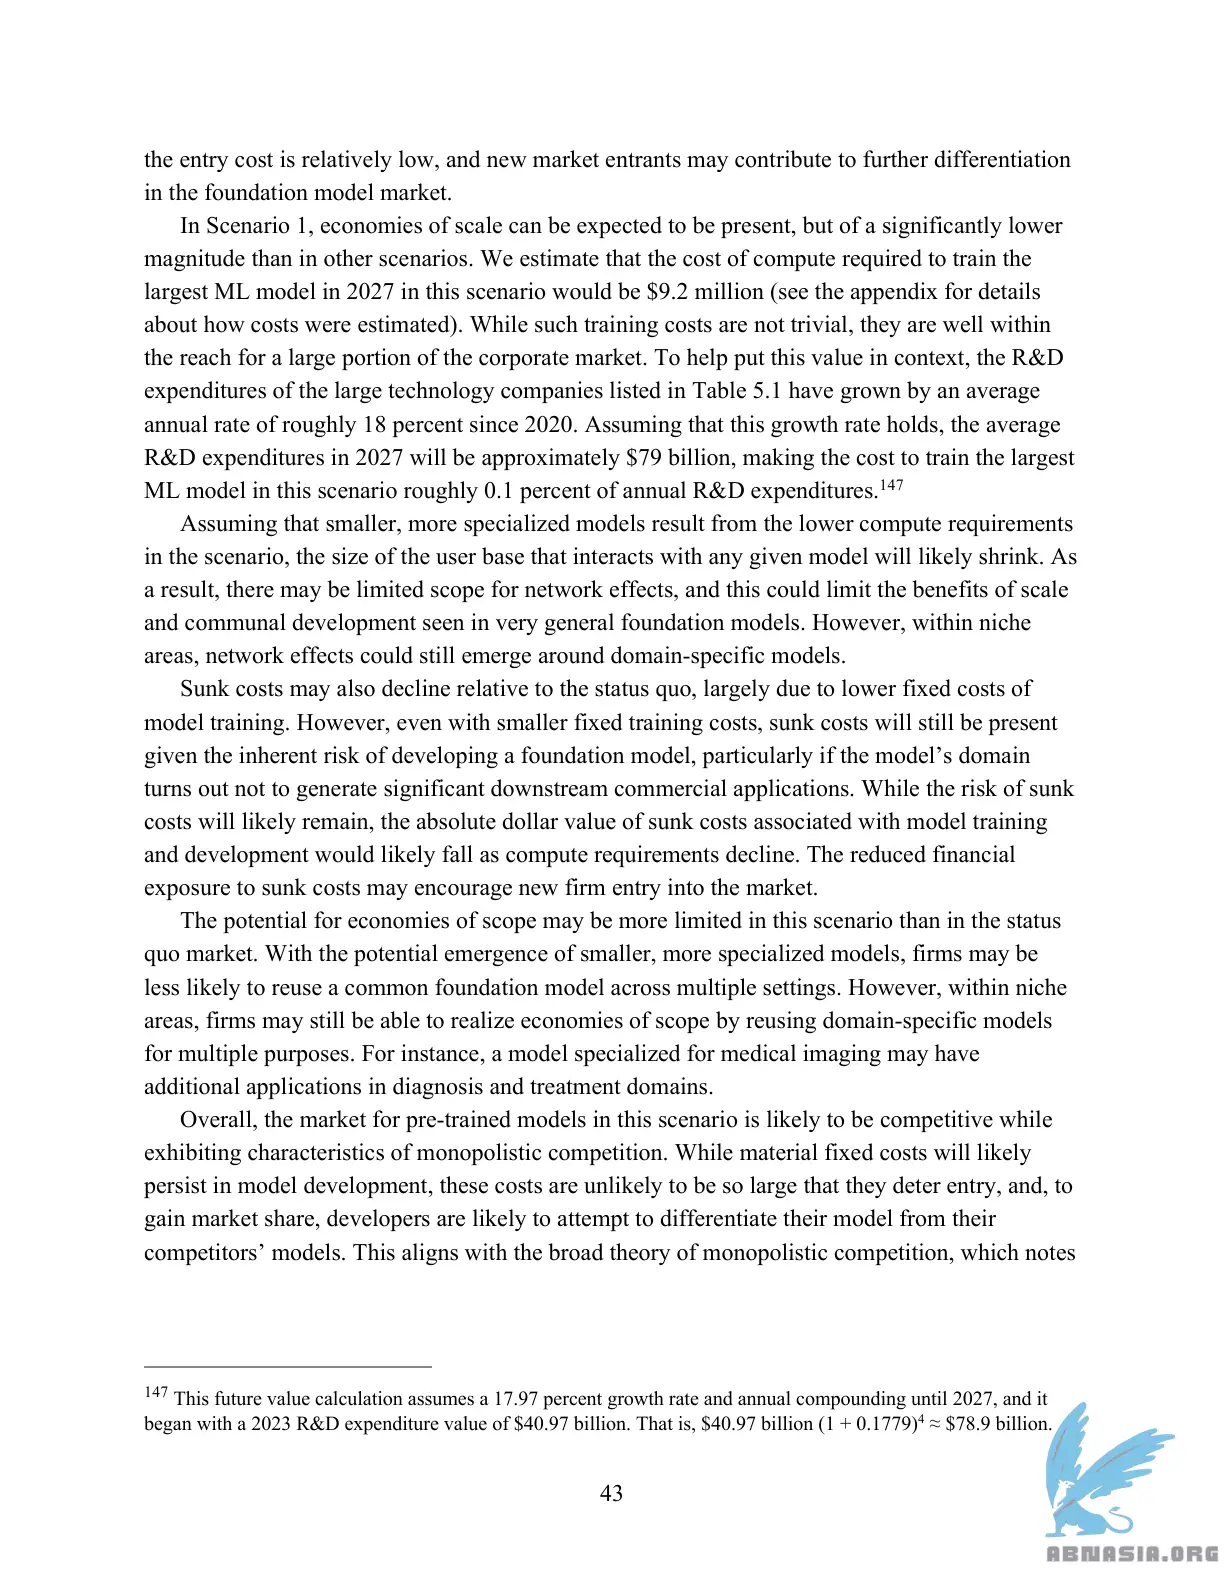 the entry cost is relatively low, and new market entrants may contribute to further differentiation
in the foundation model market.
In Scenario 1, economies of scale can be expected to be present, but of a significantly lower
magnitude than in other scenarios. We estimate that the cost of compute required to train the
largest ML model in 2027 in this scenario would be $9.2 million (see the appendix for details
about how costs were estimated). While such training costs are not trivial, they are well within
the reach for a large portion of the corporate market. To help put this value in context, the R&D
expenditures of the large technology companies listed in Table 5.1 have grown by an average
annual rate of roughly 18 percent since 2020. Assuming that this growth rate holds, the average
R&D expenditures in 2027 will be approximately $79 billion, making the cost to train the largest
ML model in this scenario roughly 0.1 percent of annual R&D expenditures.147
Assuming that smaller, more specialized models result from the lower compute requirements
in the scenario, the size of the user base that interacts with any given model will likely shrink. As
a result, there may be limited scope for network effects, and this could limit the benefits of scale
and communal development seen in very general foundation models. However, within niche
areas, network effects could still emerge around domain-specific models.
Sunk costs may also decline relative to the status quo, largely due to lower fixed costs of
model training. However, even with smaller fixed training costs, sunk costs will still be present
given the inherent risk of developing a foundation model, particularly if the model’s domain
turns out not to generate significant downstream commercial applications. While the risk of sunk
costs will likely remain, the absolute dollar value of sunk costs associated with model training
and development would likely fall as compute requirements decline. The reduced financial
exposure to sunk costs may encourage new firm entry into the market.
The potential for economies of scope may be more limited in this scenario than in the status
quo market. With the potential emergence of smaller, more specialized models, firms may be
less likely to reuse a common foundation model across multiple settings. However, within niche
areas, firms may still be able to realize economies of scope by reusing domain-specific models
for multiple purposes. For instance, a model specialized for medical imaging may have
additional applications in diagnosis and treatment domains.
Overall, the market for pre-trained models in this scenario is likely to be competitive while
exhibiting characteristics of monopolistic competition. While material fixed costs will likely
persist in model development, these costs are unlikely to be so large that they deter entry, and, to
gain market share, developers are likely to attempt to differentiate their model from their
competitors’ models. This aligns with the broad theory of monopolistic competition, which notes
147 This future value calculation assumes a 17.97 percent growth rate and annual compounding until 2027, and it
began with a 2023 R&D expenditure value of $40.97 billion. That is, $40.97 billion (1 + 0.1779)4 ≈ $78.9 billion.
43
ABNASIA.ORG